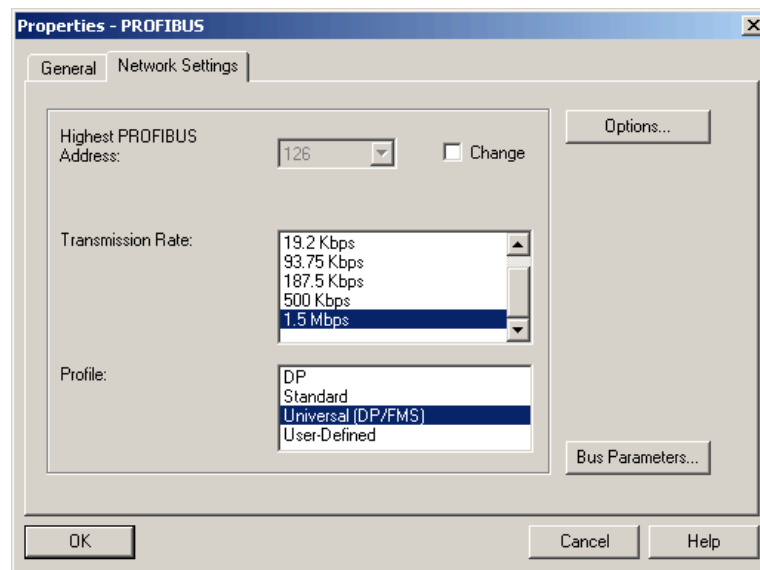 Properties - PROFIBUS
General Network Settings
Highest PROFIBUS
Address:
126
Change
Options...
Transmission Rate:
19.2 Kbps
93.75 Kbps
187.5 Kbps
500 Kbps
1.5 Mbps
Profile:
DP
Standard
Universal (DP/FMS)
User-Defined
Bus Parameters...
OK
Cancel
Help